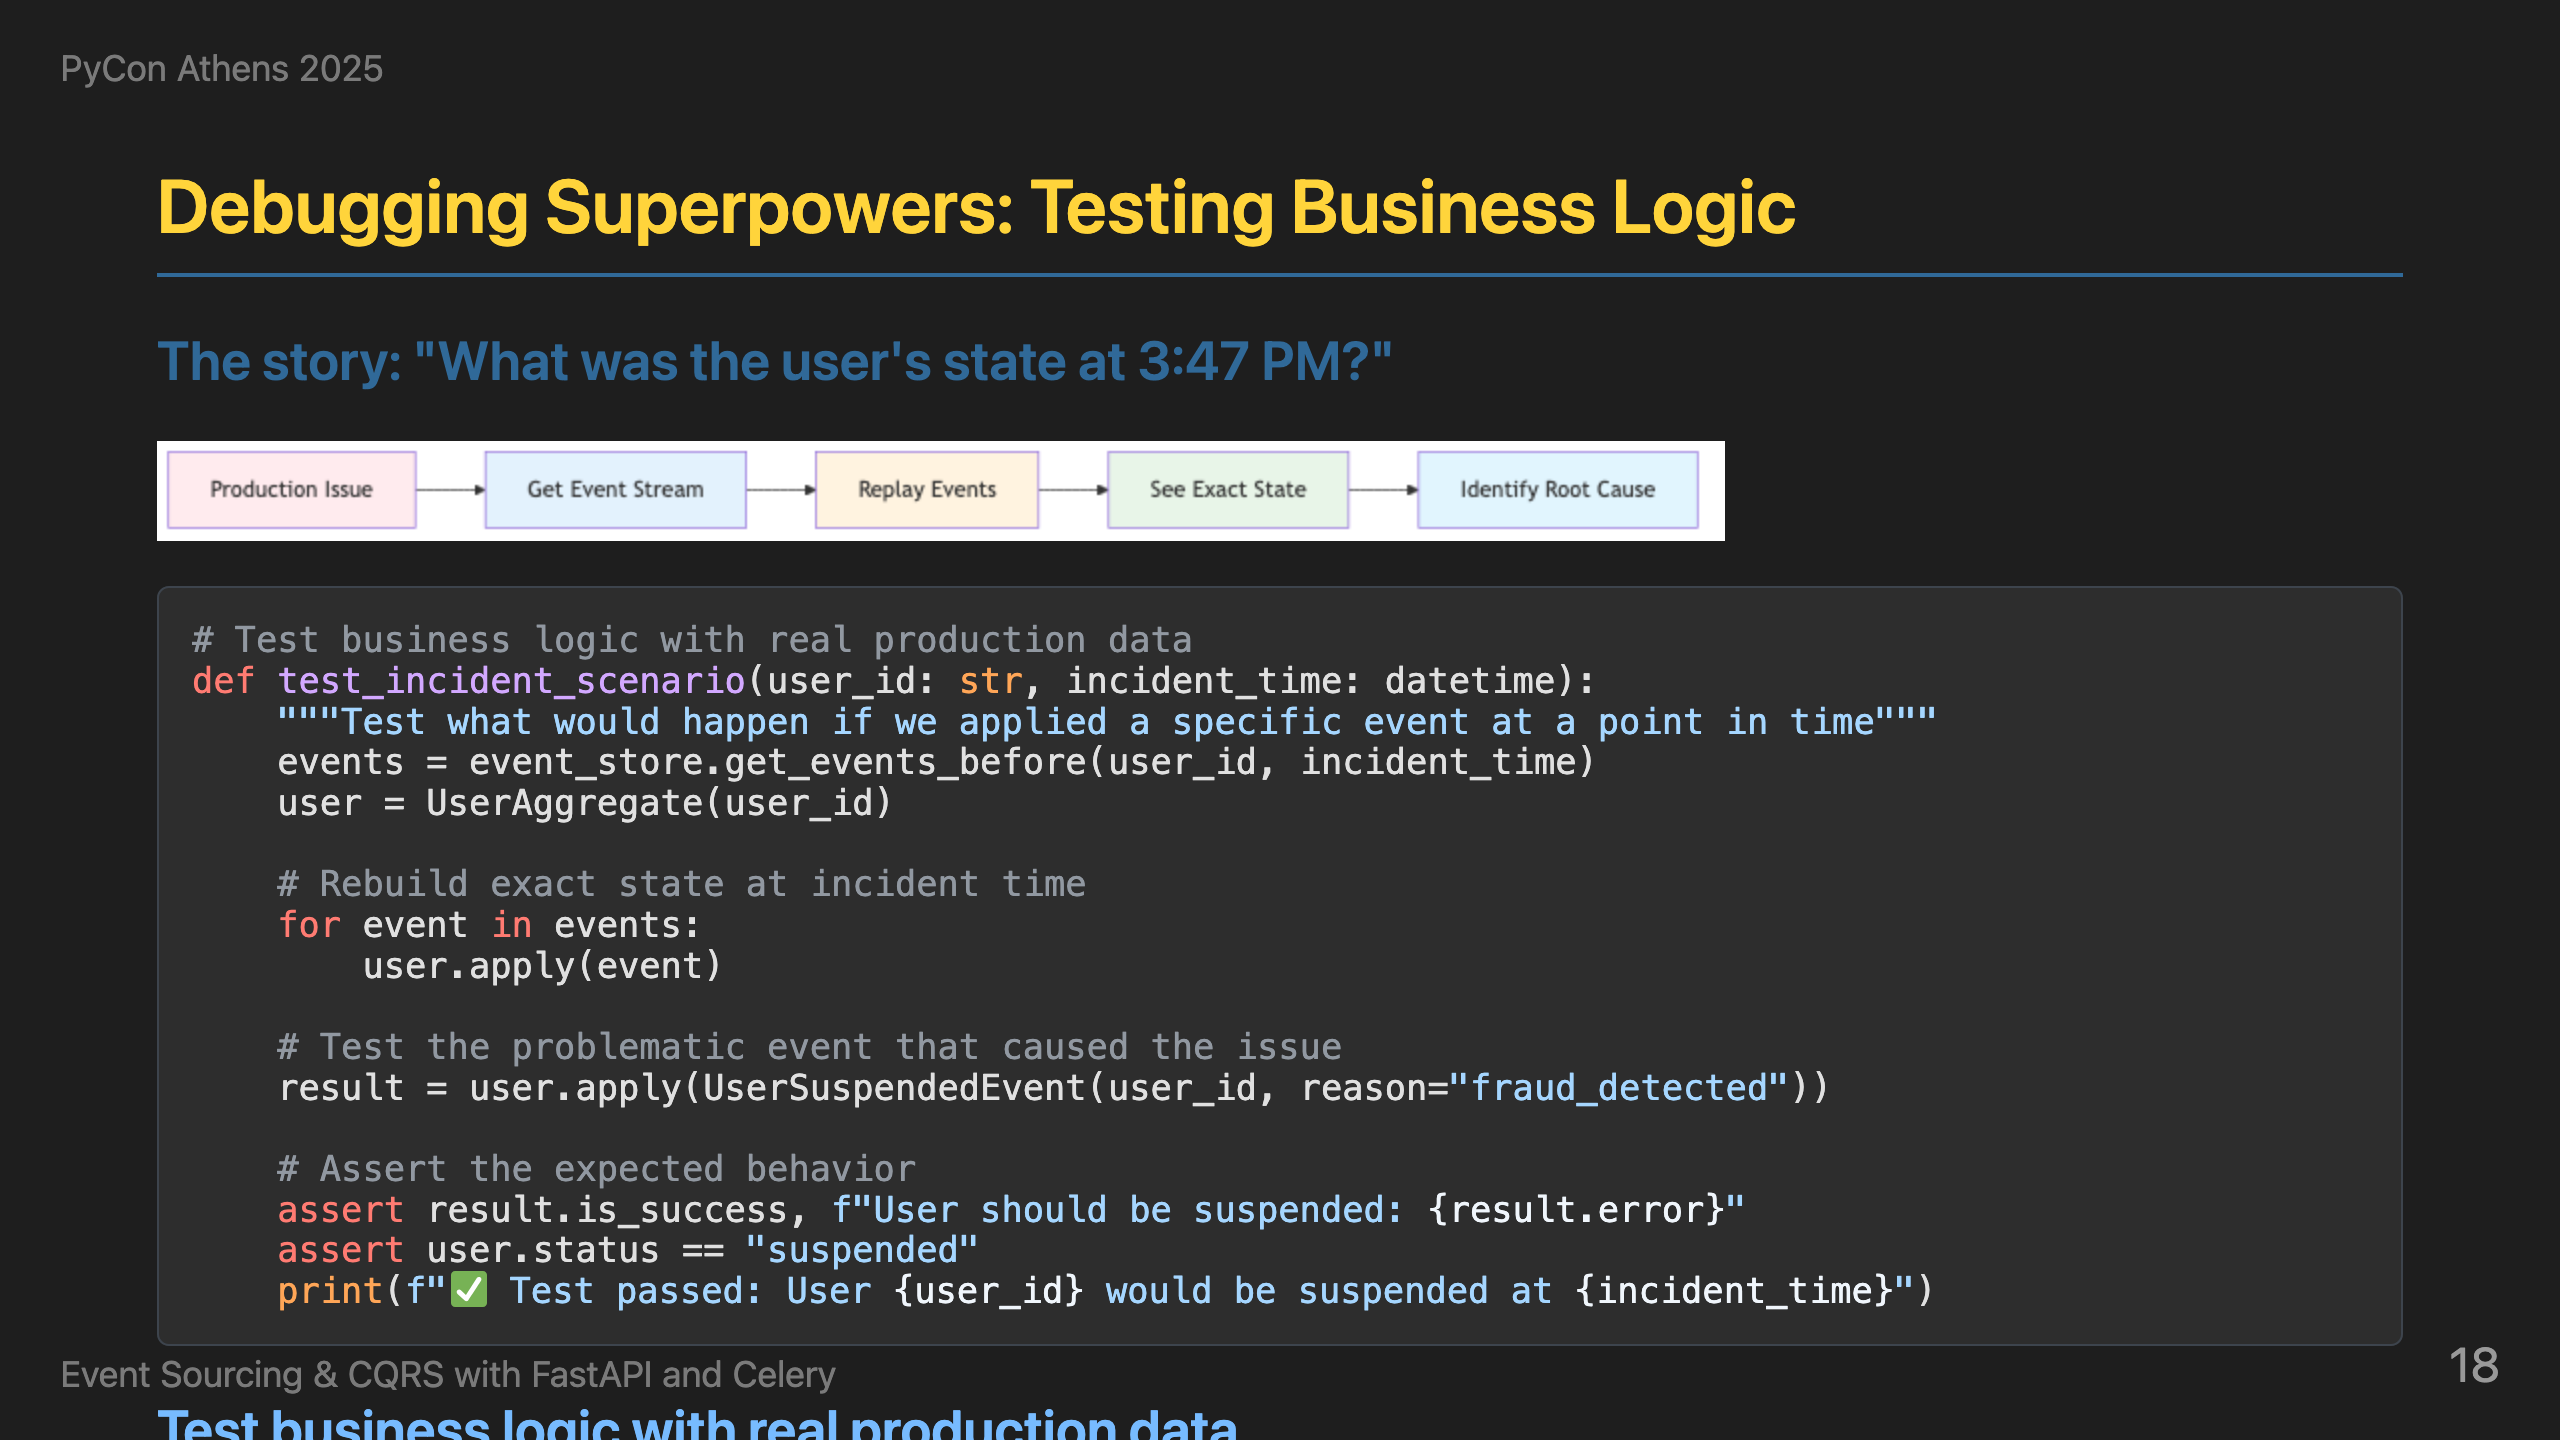 PyCon Athens 2025
Debugging Superpowers: Testing Business Logic
The story: "What was the user's state at 3:47 PM?"
Production Issue
Get Event Stream
Replay Events
See Exact State
Identify Root Cause
# Test business logic with real production data
def test_incident_scenario(user_id: str, incident_time: datetime):
    """Test what would happen if we applied a specific event at a point in time"""
    events = event_store.get_events_before(user_id, incident_time)
    user = UserAggregate(user_id)
    # Rebuild exact state at incident time
    for event in events:
        user.apply(event)
    # Test the problematic event that caused the issue
    result = user.apply(UserSuspendedEvent(user_id, reason="fraud_detected"))
    # Assert the expected behavior
    assert result.is_success, f"User should be suspended: {result.error}"
    assert user.status == "suspended"
    print(f"✅ Test passed: User {user_id} would be suspended at {incident_time}")
Event Sourcing & CQRS with FastAPI and Celery
18
Test business logic with real production data